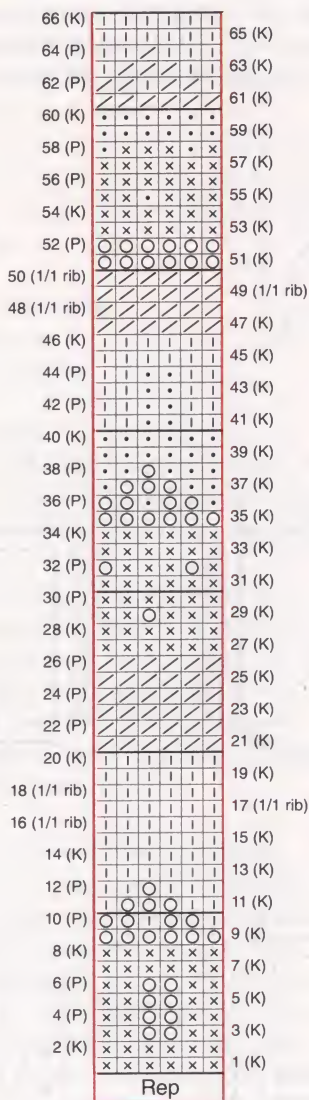 66 (K)
65 (K)
64 (P)
63 (K)
62 (P)
61 (K)
60 (K)
59 (K)
58 (P)
57 (K)
56 (P)
55 (K)
54 (K)
53 (K)
52 (P)
51 (K)
50 (1/1 rib)
49 (1/1 rib)
48 (1/1 rib)
47 (K)
46 (K)
45 (K)
44 (P)
43 (K)
42 (P)
41 (K)
40 (K)
39 (K)
38 (P)
37 (K)
36 (P)
35 (K)
34 (K)
33 (K)
32 (P)
31 (K)
30 (P)
29 (K)
28 (K)
27 (K)
26 (P)
25 (K)
24 (P)
23 (K)
22 (P)
21 (K)
20 (K)
19 (K)
18 (1/1 rib)
17 (1/1 rib)
16 (1/1 rib)
15 (K)
14 (K)
13 (K)
12 (P)
11 (K)
10 (P)
9 (K)
8 (K)
7 (K)
6 (P)
5 (K)
4 (P)
3 (K)
2 (K)
1 (K)
Rep